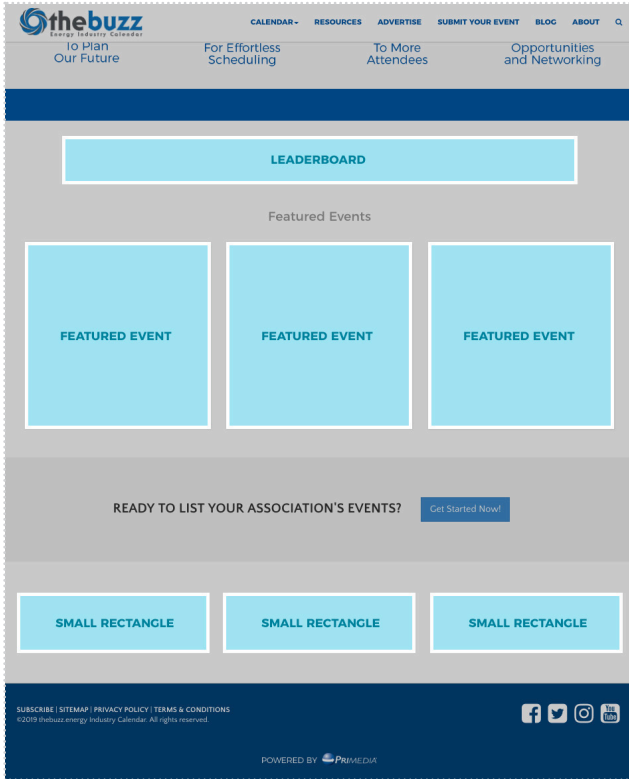 thebuzz
Energy Industry Calendar
CALENDAR RESOURCES ADVERTISE SUBMIT YOUR EVENT BLOG ABOUT
To Plan
Our Future
For Effortless
Scheduling
To More
Attendees
Opportunities
and Networking
LEADERBOARD
Featured Events
FEATURED EVENT FEATURED EVENT FEATURED EVENT
READY TO LIST YOUR ASSOCIATION'S EVENTS? Get Started Now!
SMALL RECTANGLE SMALL RECTANGLE SMALL RECTANGLE
SUBSCRIBE | SITEMAP | PRIVACY POLICY | TERMS & CONDITIONS
©2019 thebuzz.energy Industry Calendar. All rights reserved.
You
Tube
POWERED BY PRIMEDIA